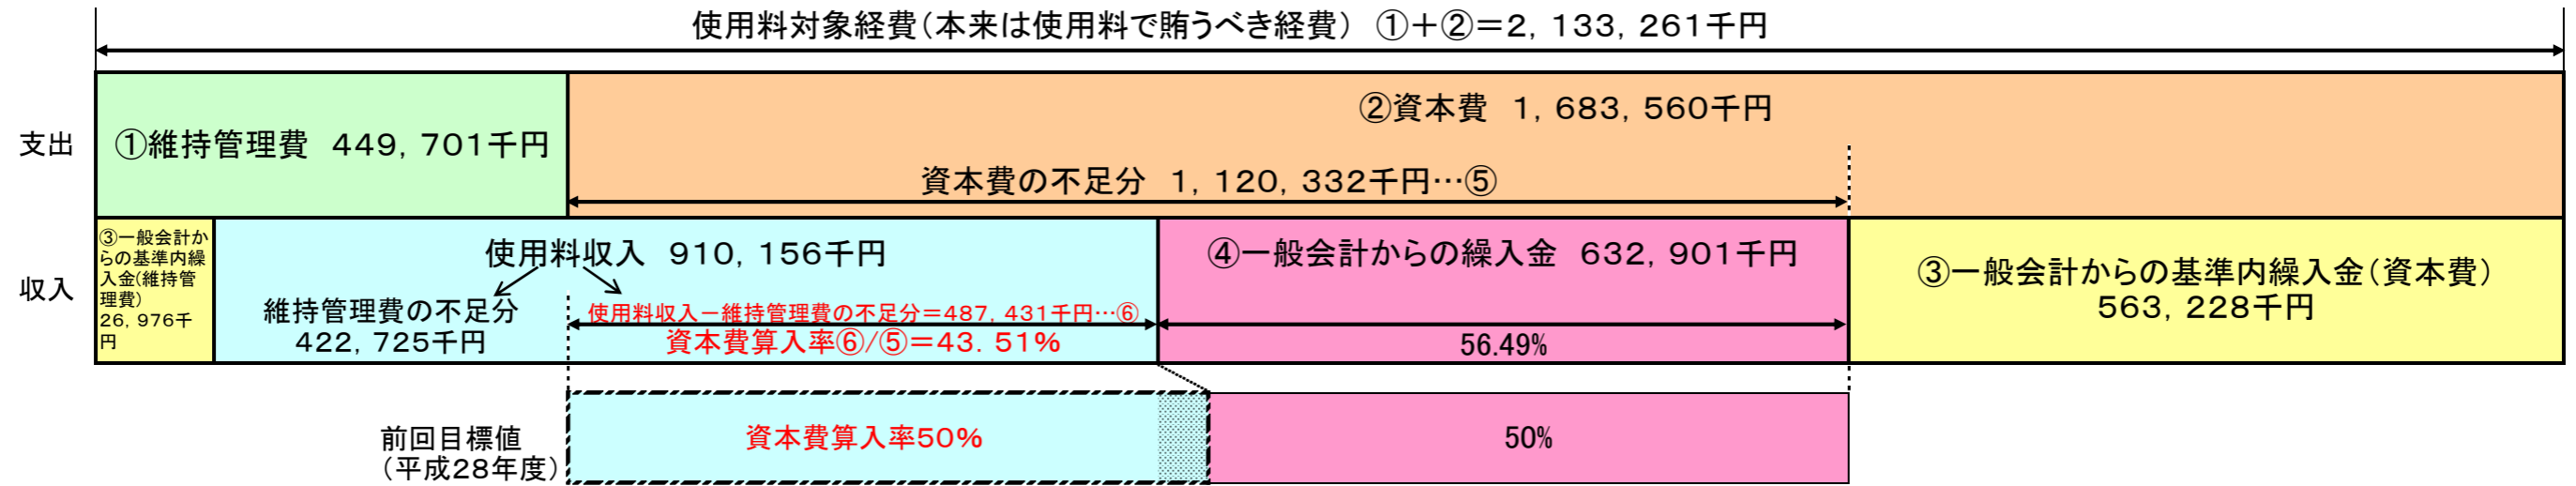 使用料対象経費（本来は使用料で賄うべき経費）　①＋②＝２，１３３，２６１千円
支出
①維持管理費　４４９，７０１千円
②資本費　１，６８３，５６０千円
資本費の不足分　１，１２０，３３２千円…⑤
収入
③一般会計か
らの基準内繰
入金(維持管
理費)
２６，９７６千
円
使用料収入　９１０，１５６千円
維持管理費の不足分
４２２，７２５千円
使用料収入－維持管理費の不足分＝４８７，４３１千円…⑥
資本費算入率⑥/⑤＝４３．５１％
④一般会計からの繰入金　６３２，９０１千円
56.49%
③一般会計からの基準内繰入金（資本費）
５６３，２２８千円
前回目標値
（平成２８年度）
資本費算入率５０％
50%